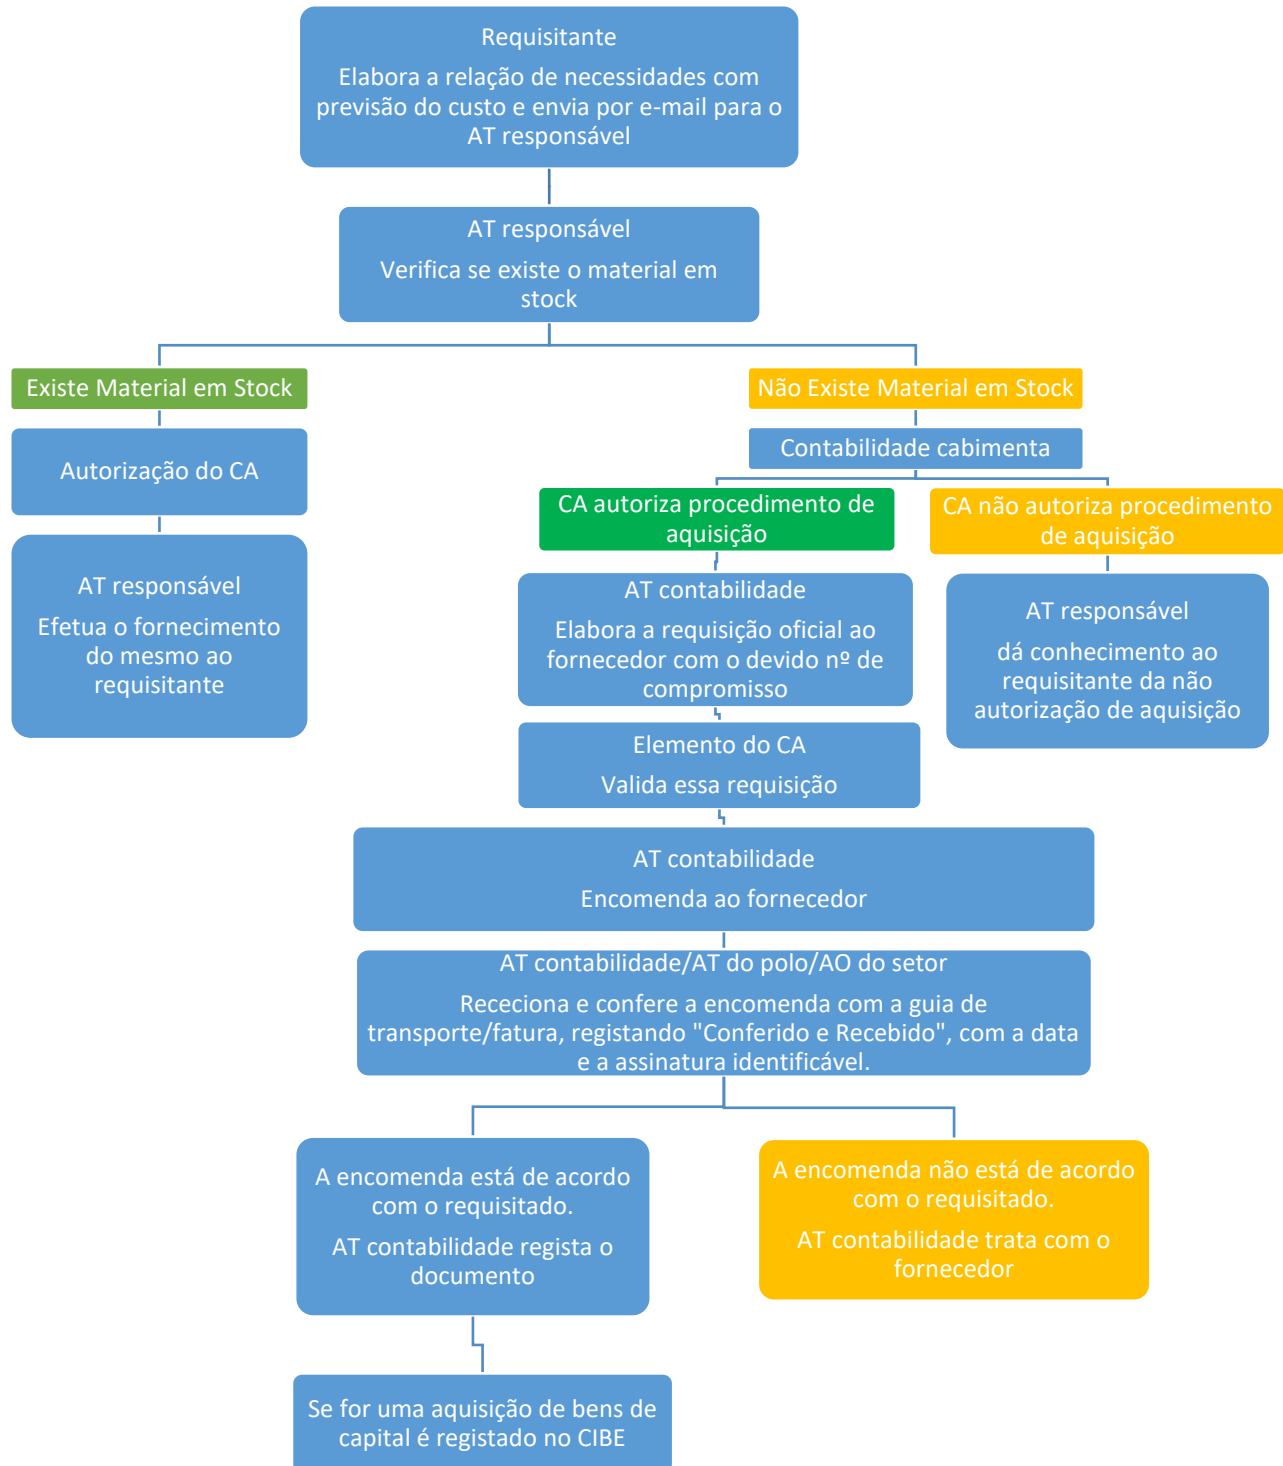 Requisitante
Elabora a relação de necessidades com
previsão do custo e envia por e-mail para o
AT responsável
AT responsável
Verifica se existe o material em
stock
Existe Material em Stock
Não Existe Material em Stock
Autorização do CA
Contabilidade cabimenta
AT responsável
Efetua o fornecimento
do mesmo ao
requisitante
CA autoriza procedimento de
aquisição
CA não autoriza procedimento
de aquisição
AT contabilidade
Elabora a requisição oficial ao
fornecedor com o devido nº de
compromisso
AT responsável
dá conhecimento ao
requisitante da não
autorização de aquisição
Elemento do CA
Valida essa requisição
AT contabilidade
Encomenda ao fornecedor
AT contabilidade/AT do polo/AO do setor
Receciona e confere a encomenda com a guia de
transporte/fatura, registando "Conferido e Recebido", com a data
e a assinatura identificável.
A encomenda está de acordo
com o requisitado.
AT contabilidade regista o
documento
A encomenda não está de acordo
com o requisitado.
AT contabilidade trata com o
fornecedor
Se for uma aquisição de bens de
capital é registado no CIBE